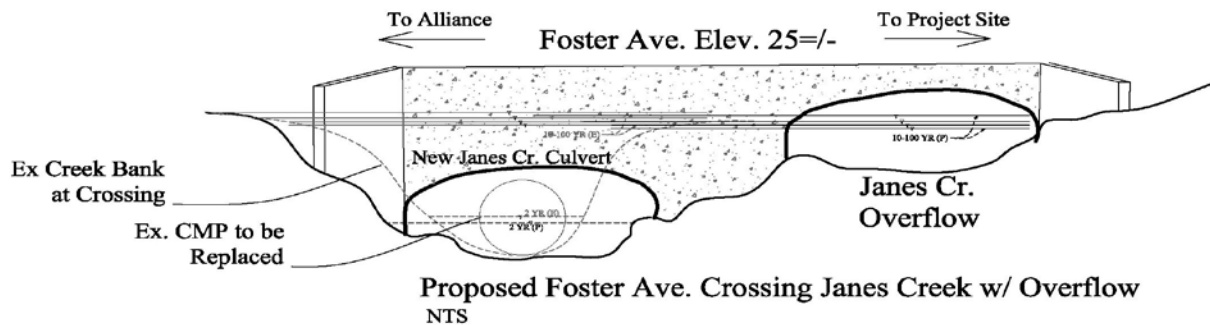 To Alliance
To Project Site
Foster Ave. Elev. 25=/-
10-100 YR (E)
10-100 YR (P)
New Janes Cr. Culvert
Ex Creek Bank
at Crossing
Janes Cr.
Overflow
2 YR (E)
2 YR (P)
Ex. CMP to be
Replaced
Proposed Foster Ave. Crossing Janes Creek w/ Overflow
NTS